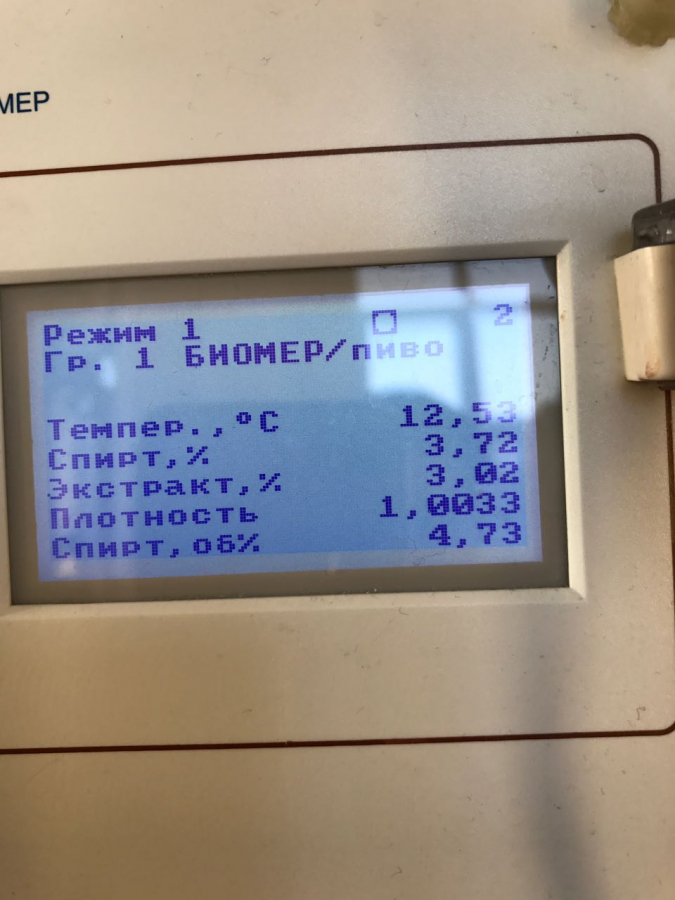 МЕР
Режим 1 2
Гр. 1 БИОМЕР/пиво
Темпер.,°С 12,53
Спирт,% 3,72
Экстракт,% 3,02
Плотность 1,0033
Спирт,об% 4,73